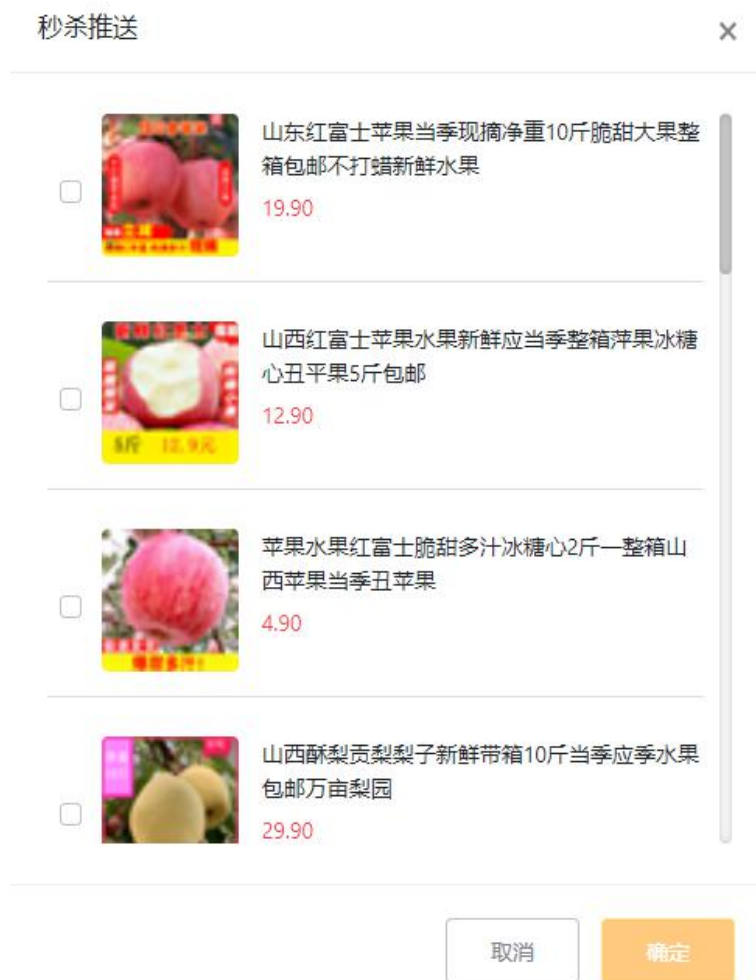 秒杀推送
山东红富士苹果当季现摘净重10斤脆甜大果整
箱包邮不打蜡新鲜水果
19.90
山西红富士苹果水果新鲜应当季整箱萍果冰糖
心丑平果5斤包邮
12.90
5斤 12.9元
苹果水果红富士脆甜多汁冰糖心2斤一整箱山
西苹果当季丑苹果
4.90
山西酥梨贡梨梨子新鲜带箱10斤当季应季水果
包邮万亩梨园
29.90
取消
确定